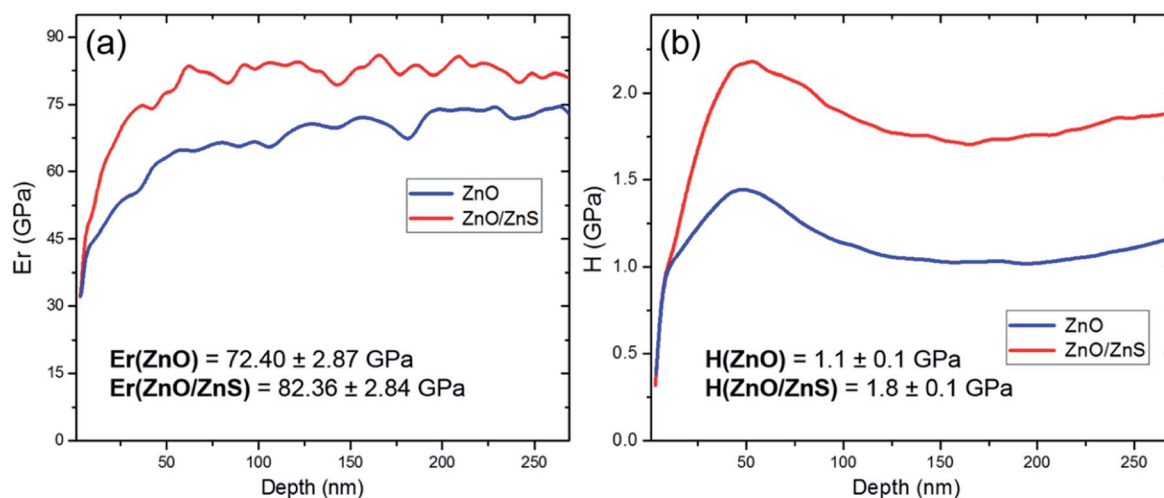 (a)
Er (GPa)
90
75
60
45
30
15
0
ZnO
ZnO/ZnS
Er(ZnO) = 72.40 ± 2.87 GPa
Er(ZnO/ZnS) = 82.36 ± 2.84 GPa
50
100
150
200
250
Depth (nm)
(b)
H (GPa)
2.0
1.5
1.0
0.5
0.0
ZnO
ZnO/ZnS
H(ZnO) = 1.1 ± 0.1 GPa
H(ZnO/ZnS) = 1.8 ± 0.1 GPa
50
100
150
200
250
Depth (nm)